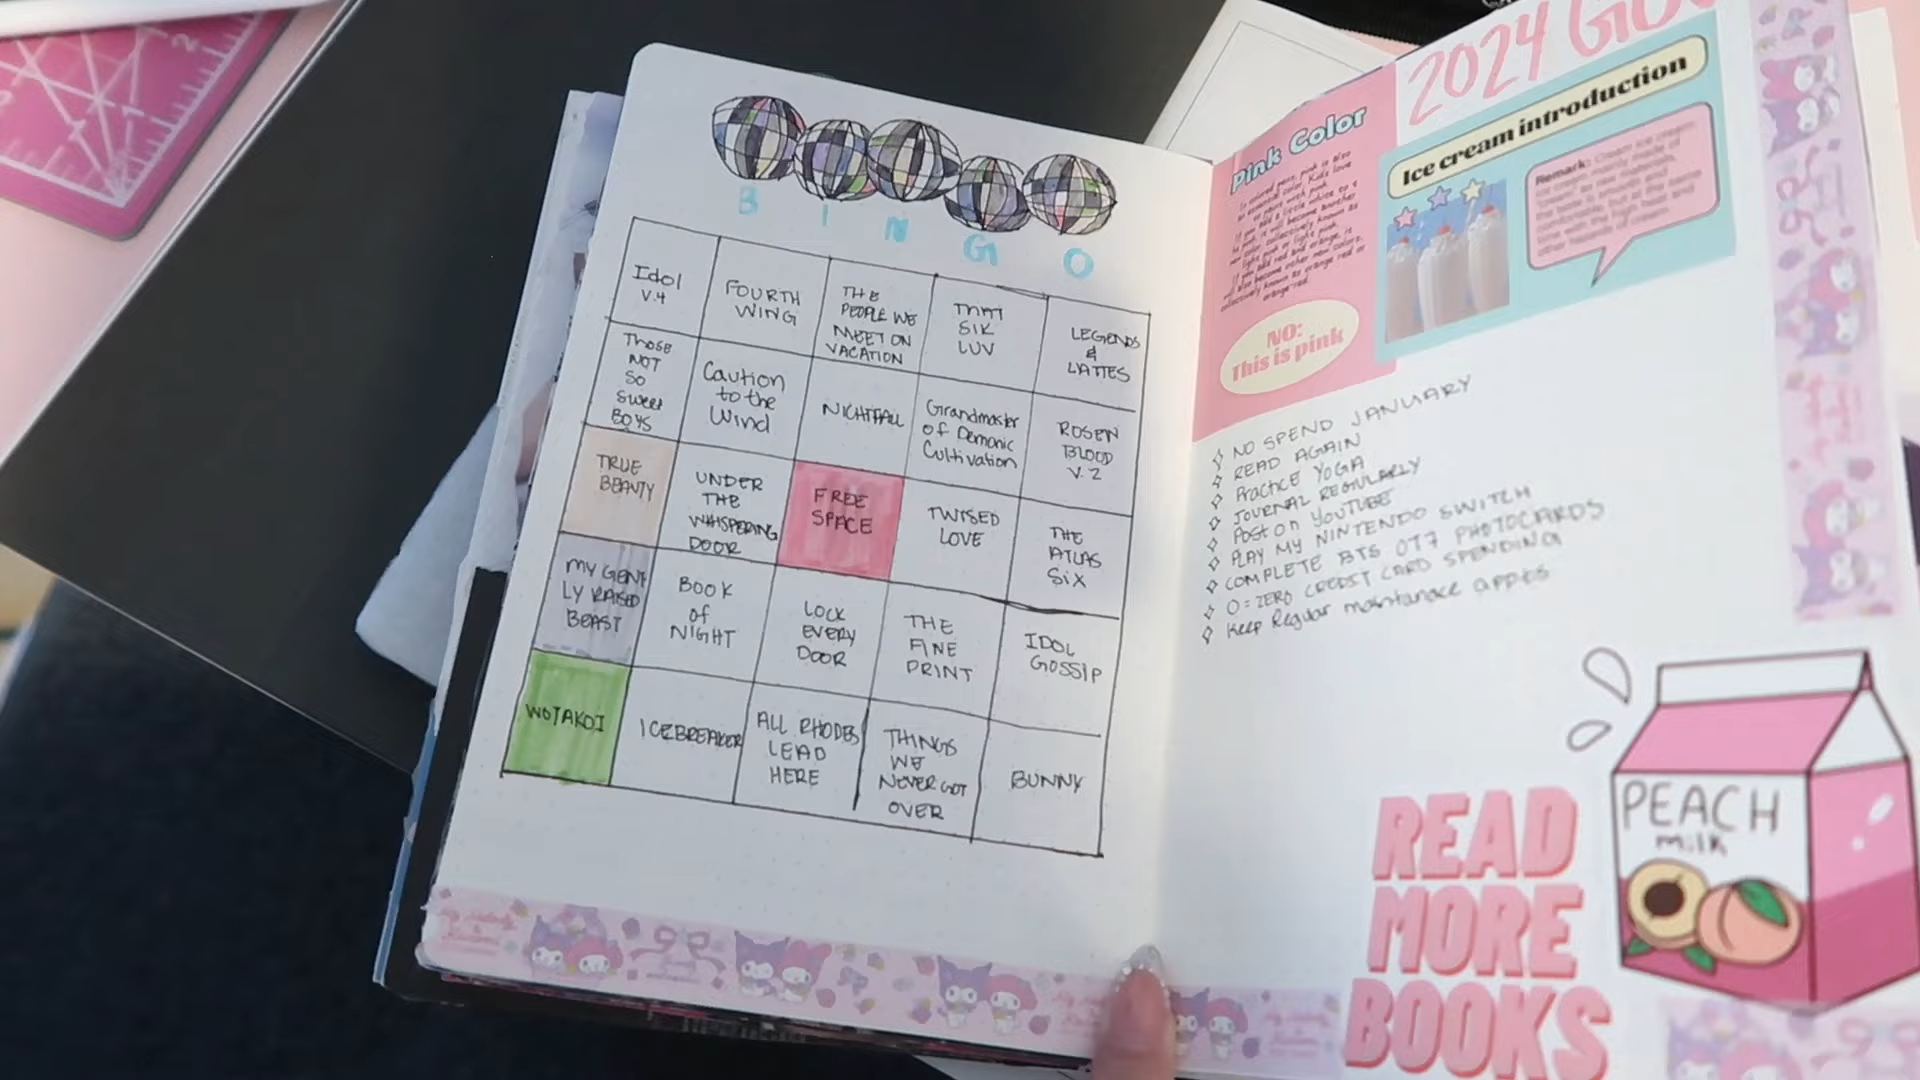 B I N G O
Idol
V.4
FOURTH
WING
THE
PEOPLE WE
MEET ON
VACATION
THAT
SIK
LUV
LEGENDS
&
LATTES
Those
NOT
SO
Sweet
BOYS
Caution
to the
Wind
NIGHTFALL
Grandmaster
of Demonic
Cultivation
ROSEN
BLOOD
V.2
TRUE
BEAUTY
UNDER
THE
WHISPERING
DOOR
FREE
SPACE
TWISED
LOVE
THE
ATLAS
SIX
MY GENT
LY RAISED
BEAST
BOOK
of
NIGHT
LOCK
EVERY
DOOR
THE
FINE
PRINT
IDOL
GOSSIP
WOTAKOI
ICEBREAKER
ALL RHODES
LEAD
HERE
THINGS
WE
NEVER GOT
OVER
BUNNY
2024
Pink Color
NO:
This is pink
Ice cream introduction
Remark:
NO SPEND JANUARY
READ AGAIN
Practice YOGA
JOURNAL REGULARLY
Post on YOUTUBE
PLAY MY NINTENDO SWITCH
COMPLETE BTS OT7 PHOTOCARDS
0 = ZERO CREDIT CARD SPENDING
Keep Regular maintanace appts
READ
MORE
BOOKS
PEACH
milk
2